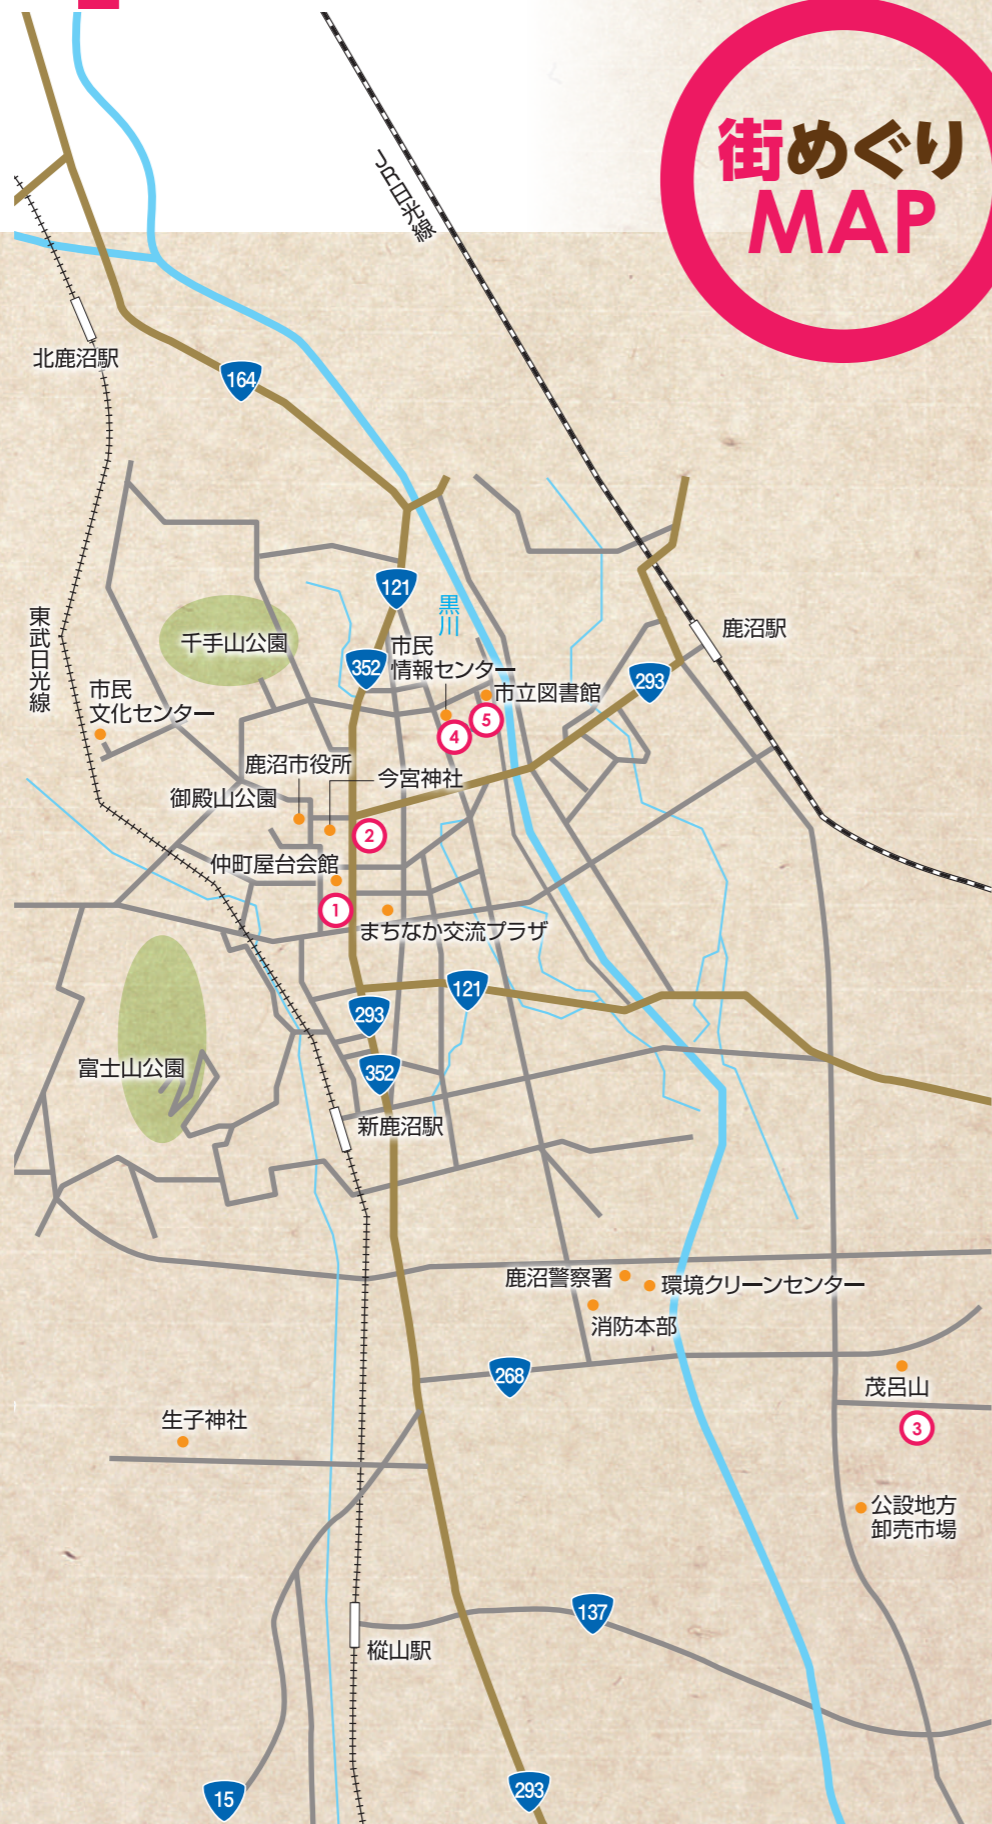 街めぐり
MAP
JR日光線
北鹿沼駅
164
121
黒川
東武日光線
千手山公園
352
市民
情報センター
鹿沼駅
293
市民
文化センター
市立図書館
5
4
鹿沼市役所
今宮神社
御殿山公園
2
仲町屋台会館
1
まちなか交流プラザ
121
293
富士山公園
352
新鹿沼駅
鹿沼警察署
環境クリーンセンター
消防本部
268
茂呂山
3
生子神社
公設地方
卸売市場
137
樅山駅
15
293